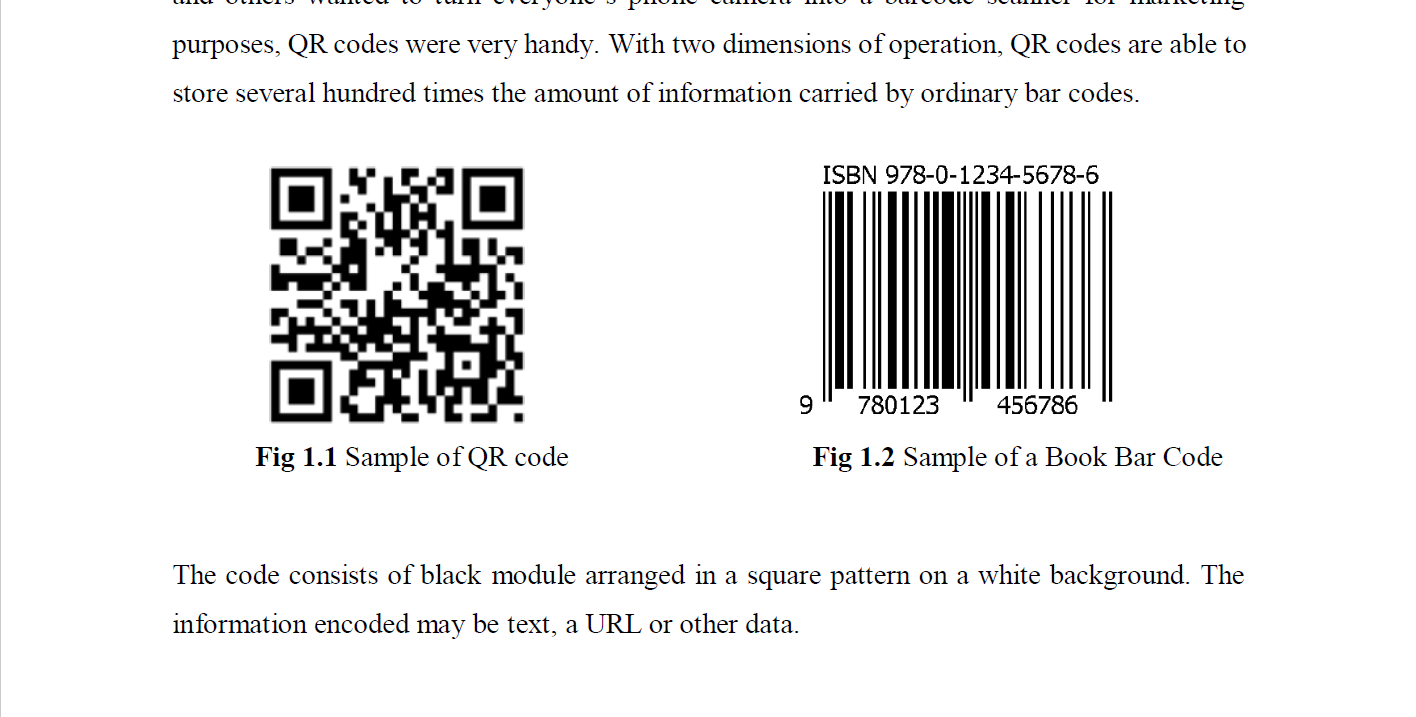 and others wanted to turn everyone's phone camera into a barcode scanner for marketing
purposes, QR codes were very handy. With two dimensions of operation, QR codes are able to
store several hundred times the amount of information carried by ordinary bar codes.
ISBN 978-0-1234-5678-6
9 780123 456786
Fig 1.1 Sample of QR code
Fig 1.2 Sample of a Book Bar Code
The code consists of black module arranged in a square pattern on a white background. The
information encoded may be text, a URL or other data.